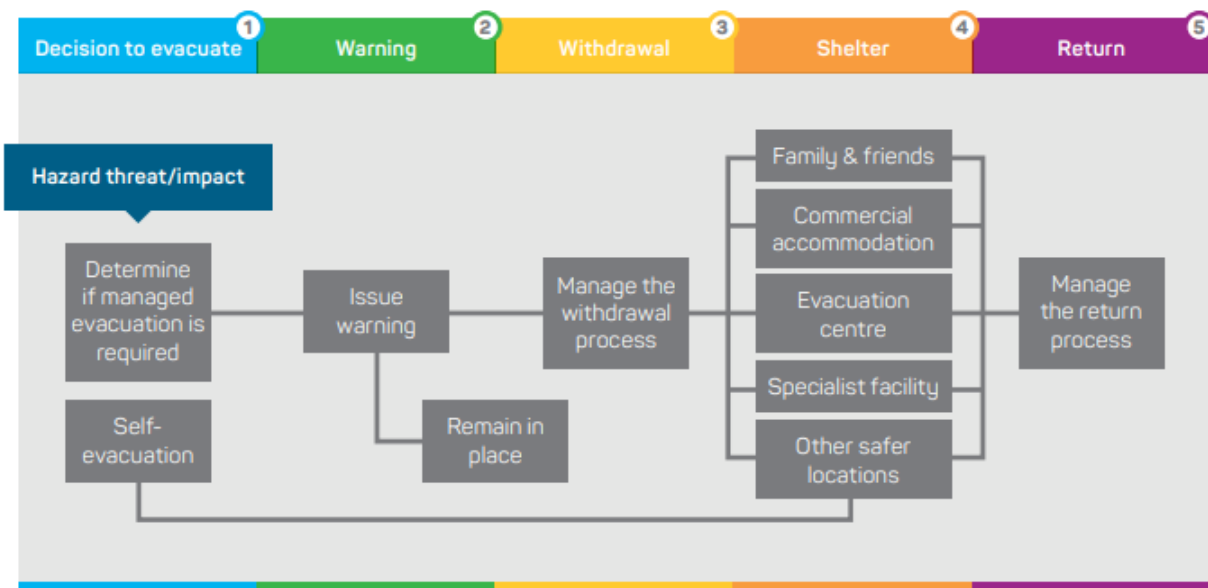 1
2
3
4
5
Decision to evacuate
Warning
Withdrawal
Shelter
Return
Hazard threat/impact
Determine
if managed
evacuation is
required
Self-
evacuation
Issue
warning
Remain in
place
Manage the
withdrawal
process
Family & friends
Commercial
accommodation
Evacuation
centre
Specialist facility
Other safer
locations
Manage
the return
process